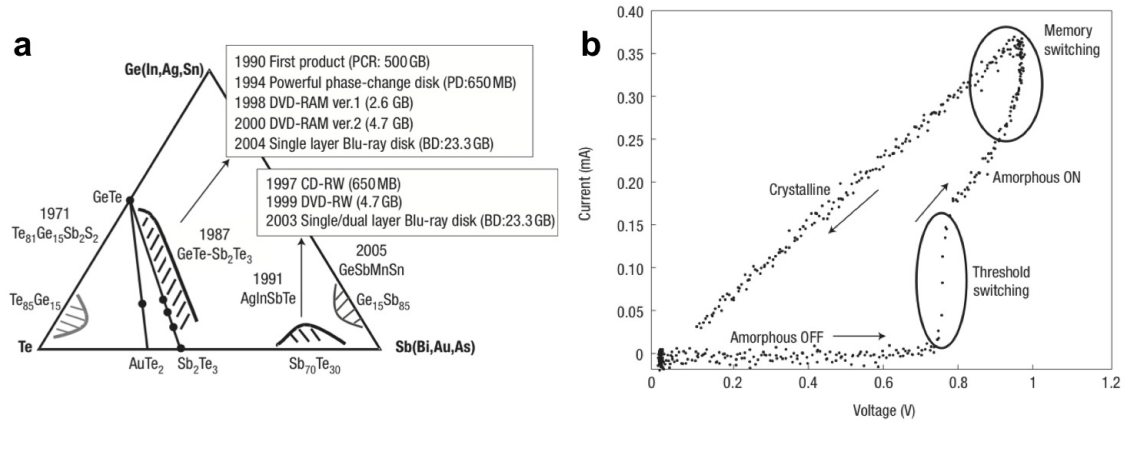 a
Ge(In,Ag,Sn)
1990 First product (PCR: 500 GB)
1994 Powerful phase-change disk (PD:650 MB)
1998 DVD-RAM ver.1 (2.6 GB)
2000 DVD-RAM ver.2 (4.7 GB)
2004 Single layer Blu-ray disk (BD:23.3 GB)
1997 CD-RW (650 MB)
1999 DVD-RW (4.7 GB)
2003 Single/dual layer Blu-ray disk (BD:23.3 GB)
GeTe
1971
Te₈₁Ge₁₅Sb₂S₂
1987
GeTe-Sb₂Te₃
2005
GeSbMnSn
1991
AgInSbTe
Te₈₅Ge₁₅
Ge₁₅Sb₈₅
Te
Sb(Bi,Au,As)
AuTe₂
Sb₂Te₃
Sb₇₀Te₃₀
b
0.40
0.35
0.30
0.25
0.20
0.15
0.10
0.05
0
Current (mA)
Memory
switching
Crystalline
Amorphous ON
Threshold
switching
Amorphous OFF
0
0.2
0.4
0.6
0.8
1
1.2
Voltage (V)